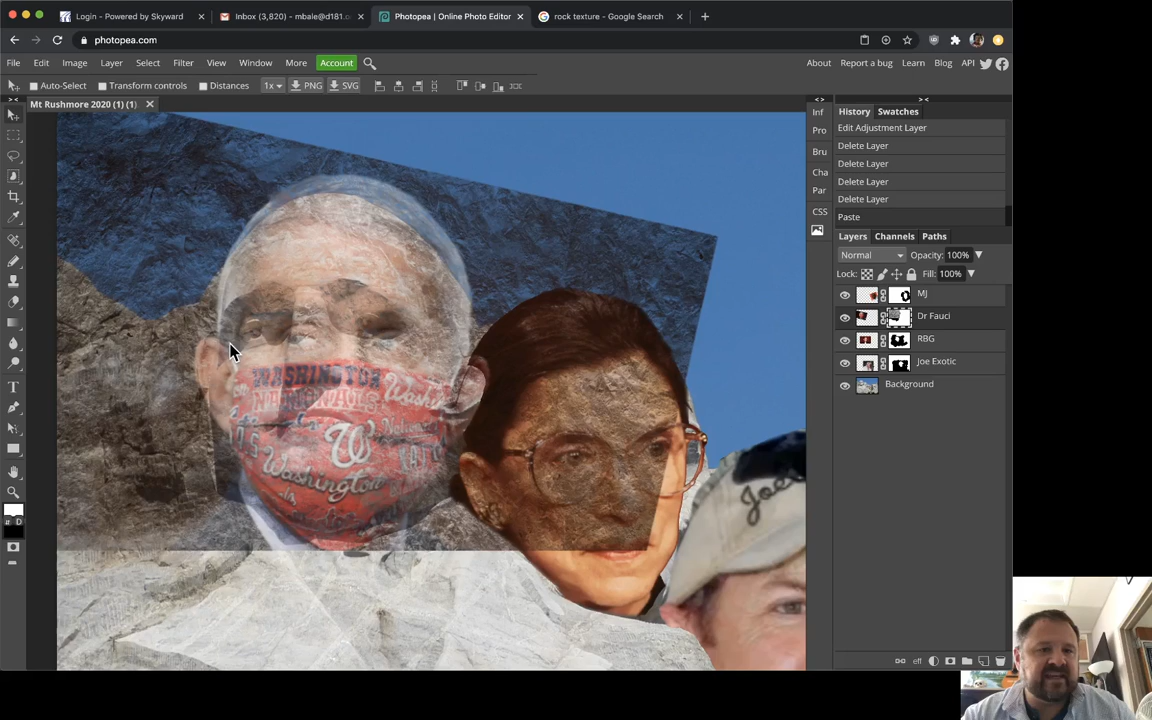 Login - Powered by Skyward
Inbox (3,820) - mbale@d181.o
Photopea | Online Photo Editor
rock texture - Google Search
photopea.com
File Edit Image Layer Select Filter View Window More Account
About Report a bug Learn Blog API
Auto-Select Transform controls Distances 1x PNG SVG
Mt Rushmore 2020 (1) (1)
Inf
Pro
Bru
Cha
Par
CSS
History Swatches
Edit Adjustment Layer
Delete Layer
Delete Layer
Delete Layer
Delete Layer
Paste
Layers Channels Paths
Normal Opacity: 100%
Lock: Fill: 100%
MJ
Dr Fauci
RBG
Joe Exotic
Background
eff
D
WASHINGTON
NATIONALS
Washington
W
Washington
Joe